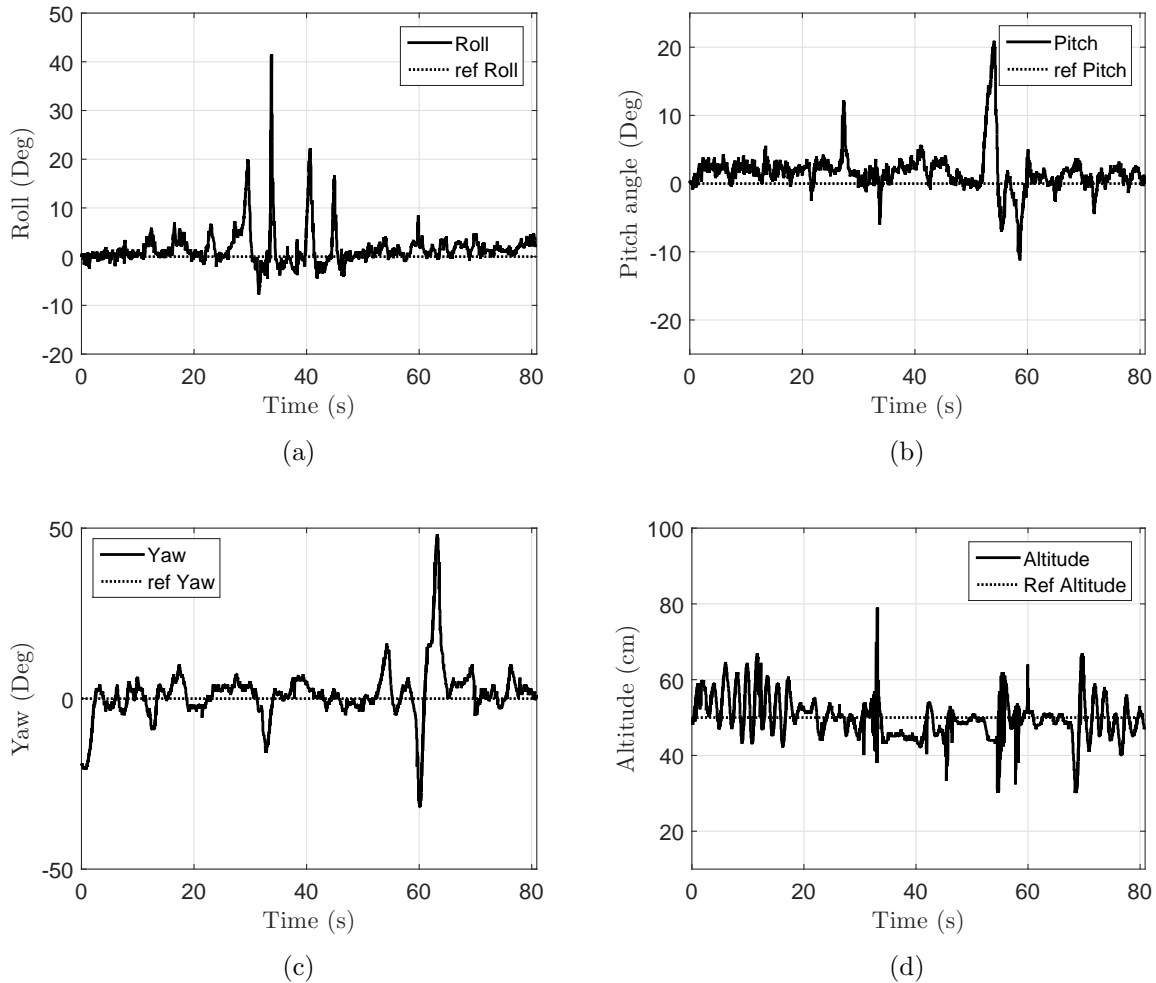 50
40
30
20
10
0
-10
-20
Roll (Deg)
Roll
ref Roll
0 20 40 60 80
Time (s)
(a)
20
10
0
-10
-20
Pitch angle (Deg)
Pitch
ref Pitch
0 20 40 60 80
Time (s)
(b)
50
0
-50
Yaw (Deg)
Yaw
ref Yaw
0 20 40 60 80
Time (s)
(c)
100
80
60
40
20
Altitude (cm)
Altitude
Ref Altitude
0 20 40 60 80
Time (s)
(d)